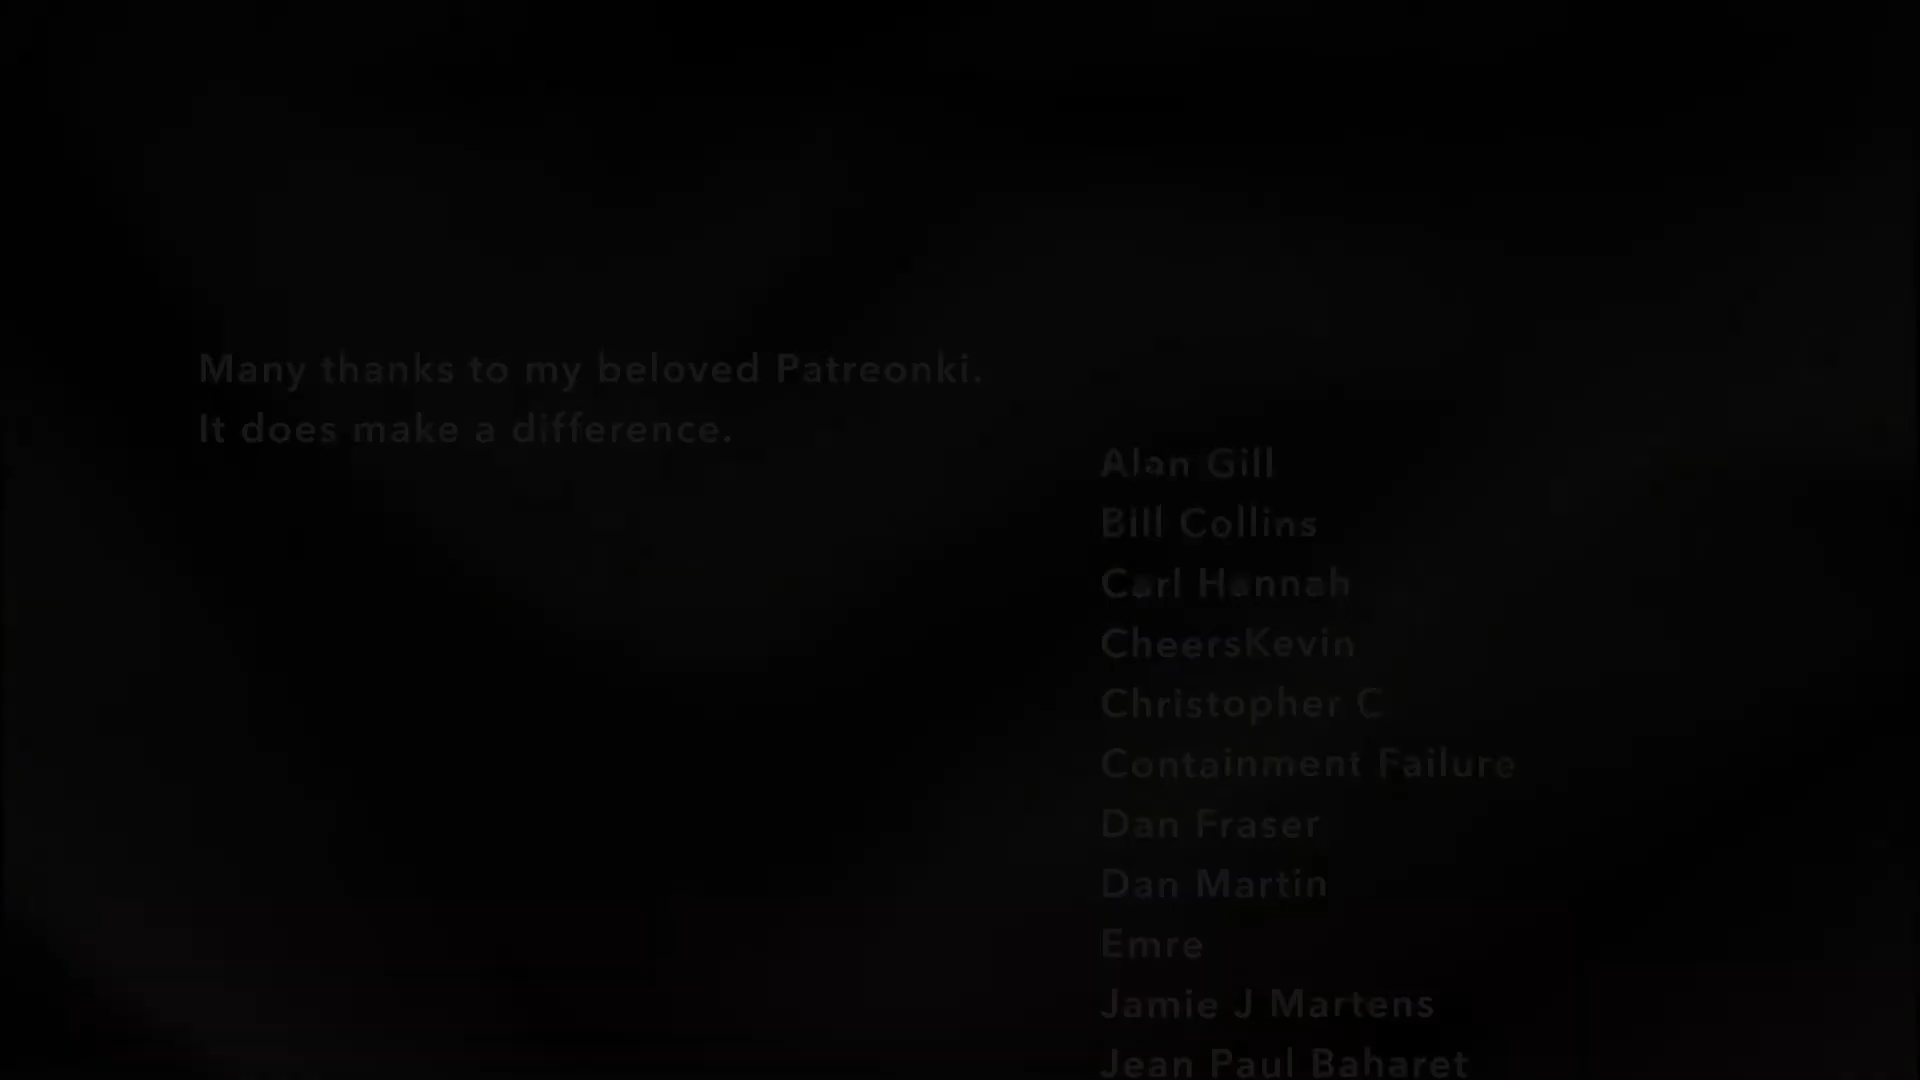 Many thanks to my beloved Patreonki.
It does make a difference.
Alan Gill
Bill Collins
Carl Hannah
CheersKevin
Christopher C
Containment Failure
Dan Fraser
Dan Martin
Emre
Jamie J Martens
Jean Paul Baharet